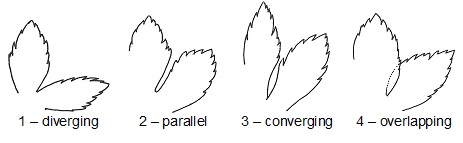 1 – diverging
2 – parallel
3 – converging
4 – overlapping